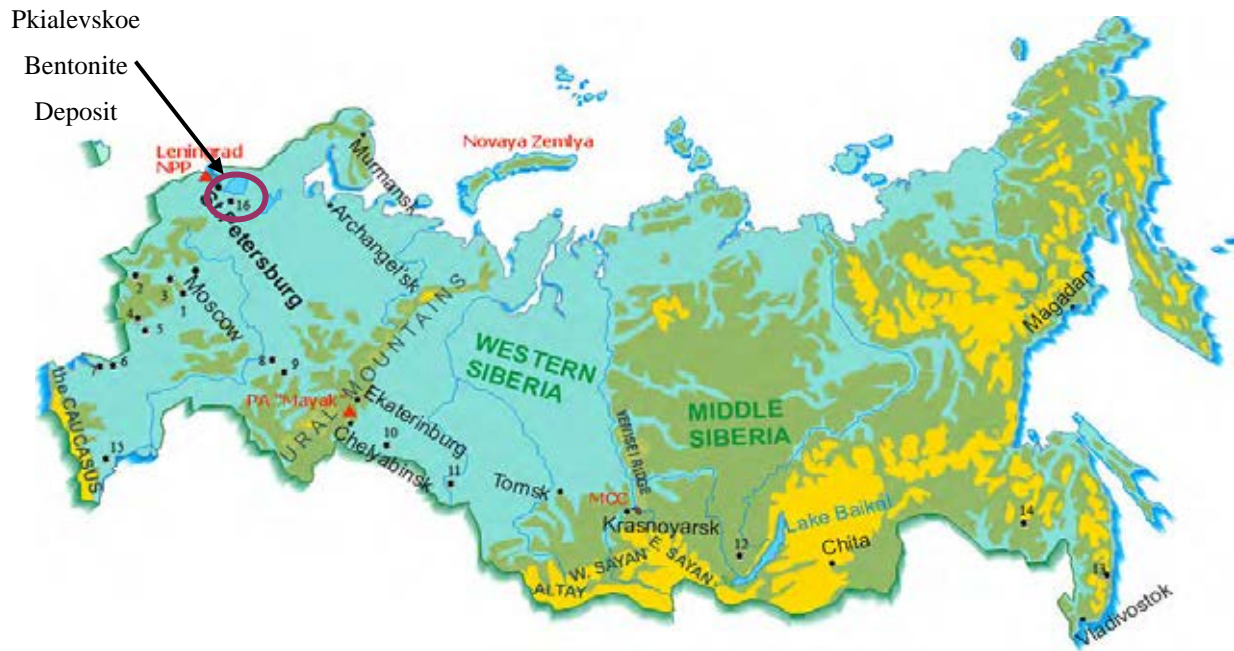 Pkialevskoe
Bentonite
Deposit
Leningrad
NPP
Novaya Zemlya
Murmansk
16
St.Petersburg
Archangel'sk
2
3
1
Moscow
4
5
URAL MOUNTAINS
WESTERN
SIBERIA
MIDDLE
SIBERIA
YENISEI RIDGE
Magadan
6
7
8
9
the CAUCASUS
PA "Mayak"
Ekaterinburg
Chelyabinsk
10
11
15
Tomsk
MCC
Krasnoyarsk
Lake Baikal
12
Chita
14
13
W. SAYAN
E. SAYAN
ALTAY
Vladivostok